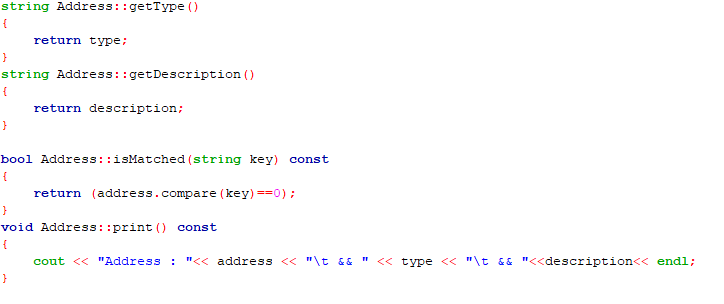 string Address::getType()
{
    return type;
}
string Address::getDescription()
{
    return description;
}

bool Address::isMatched(string key) const
{
    return (address.compare(key)==0);
}
void Address::print() const
{
    cout << "Address : "<< address << "\t && " << type << "\t && "<<description<< endl;
}